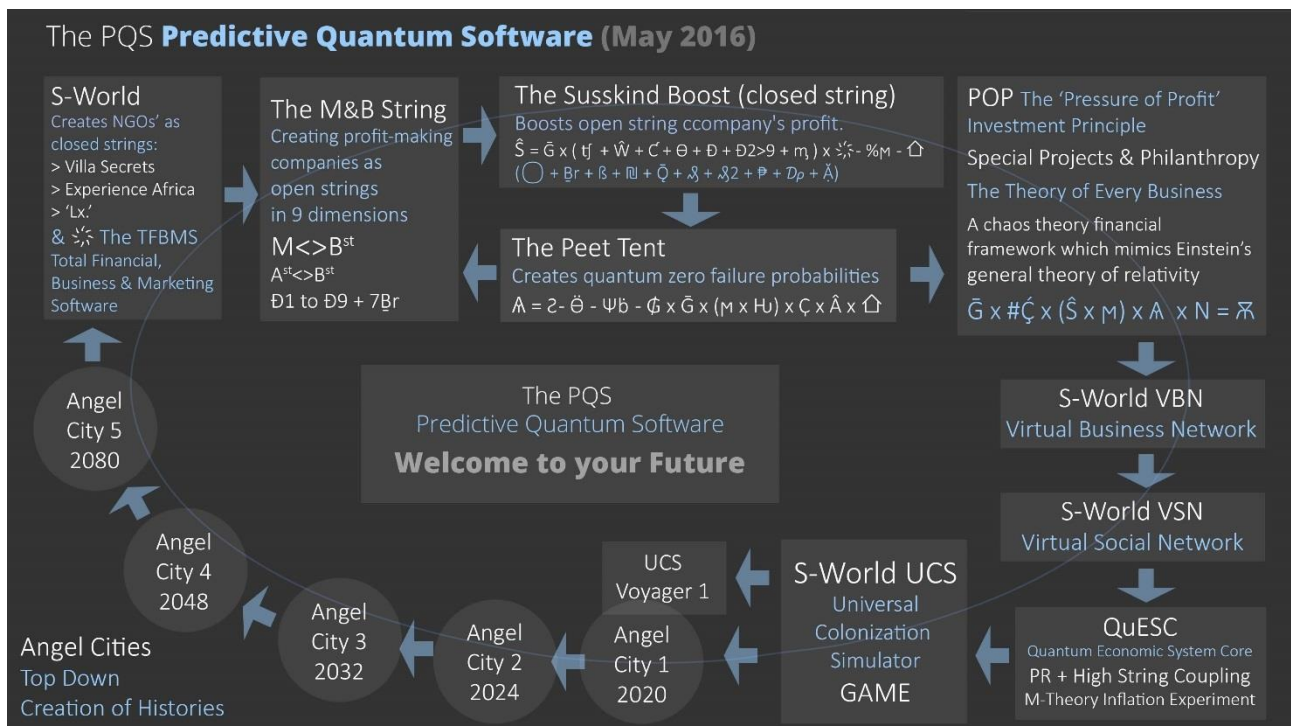 The PQS Predictive Quantum Software (May 2016)
S-World
Creates NGOs’ as
closed strings:
> Villa Secrets
> Experience Africa
> ‘Lx.’
& The TFBMS
Total Financial,
Business & Marketing
Software
The M&B String
Creating profit-making
companies as
open strings
in 9 dimensions
M<>Bˢᵗ
Aˢᵗ<>Bˢᵗ
Đ1 to Đ9 + 7Ḇr
The Susskind Boost (closed string)
Boosts open string ccompany's profit.
The Peet Tent
Creates quantum zero failure probabilities
POP The ‘Pressure of Profit’
Investment Principle
Special Projects & Philanthropy
The Theory of Every Business
A chaos theory financial
framework which mimics Einstein’s
general theory of relativity
The PQS
Predictive Quantum Software
Welcome to your Future
S-World VBN
Virtual Business Network
S-World VSN
Virtual Social Network
QuESC
Quantum Economic System Core
PR + High String Coupling
M-Theory Inflation Experiment
S-World UCS
Universal
Colonization
Simulator
GAME
UCS
Voyager 1
Angel
City 1
2020
Angel
City 2
2024
Angel
City 3
2032
Angel
City 4
2048
Angel
City 5
2080
Angel Cities
Top Down
Creation of Histories